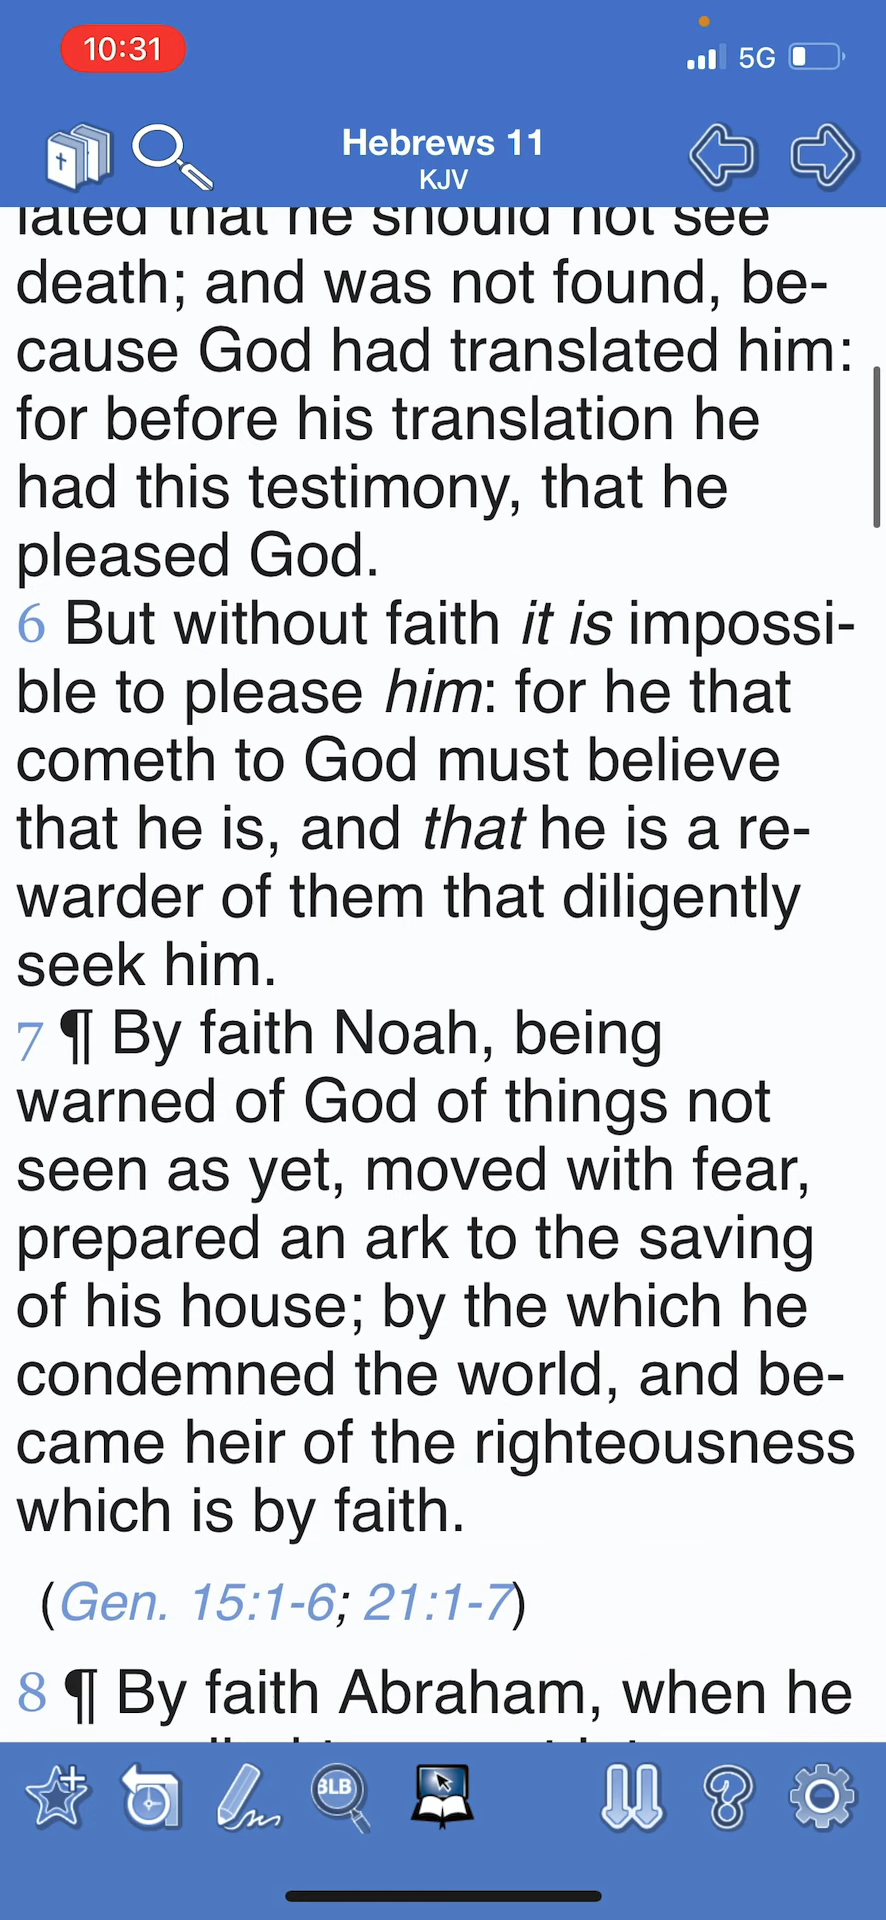 10:31
5G
Hebrews 11
KJV
lated that he should not see
death; and was not found, be-
cause God had translated him:
for before his translation he
had this testimony, that he
pleased God.
6 But without faith it is impossi-
ble to please him: for he that
cometh to God must believe
that he is, and that he is a re-
warder of them that diligently
seek him.
7 ¶ By faith Noah, being
warned of God of things not
seen as yet, moved with fear,
prepared an ark to the saving
of his house; by the which he
condemned the world, and be-
came heir of the righteousness
which is by faith.
(Gen. 15:1-6; 21:1-7)
8 ¶ By faith Abraham, when he
BLB